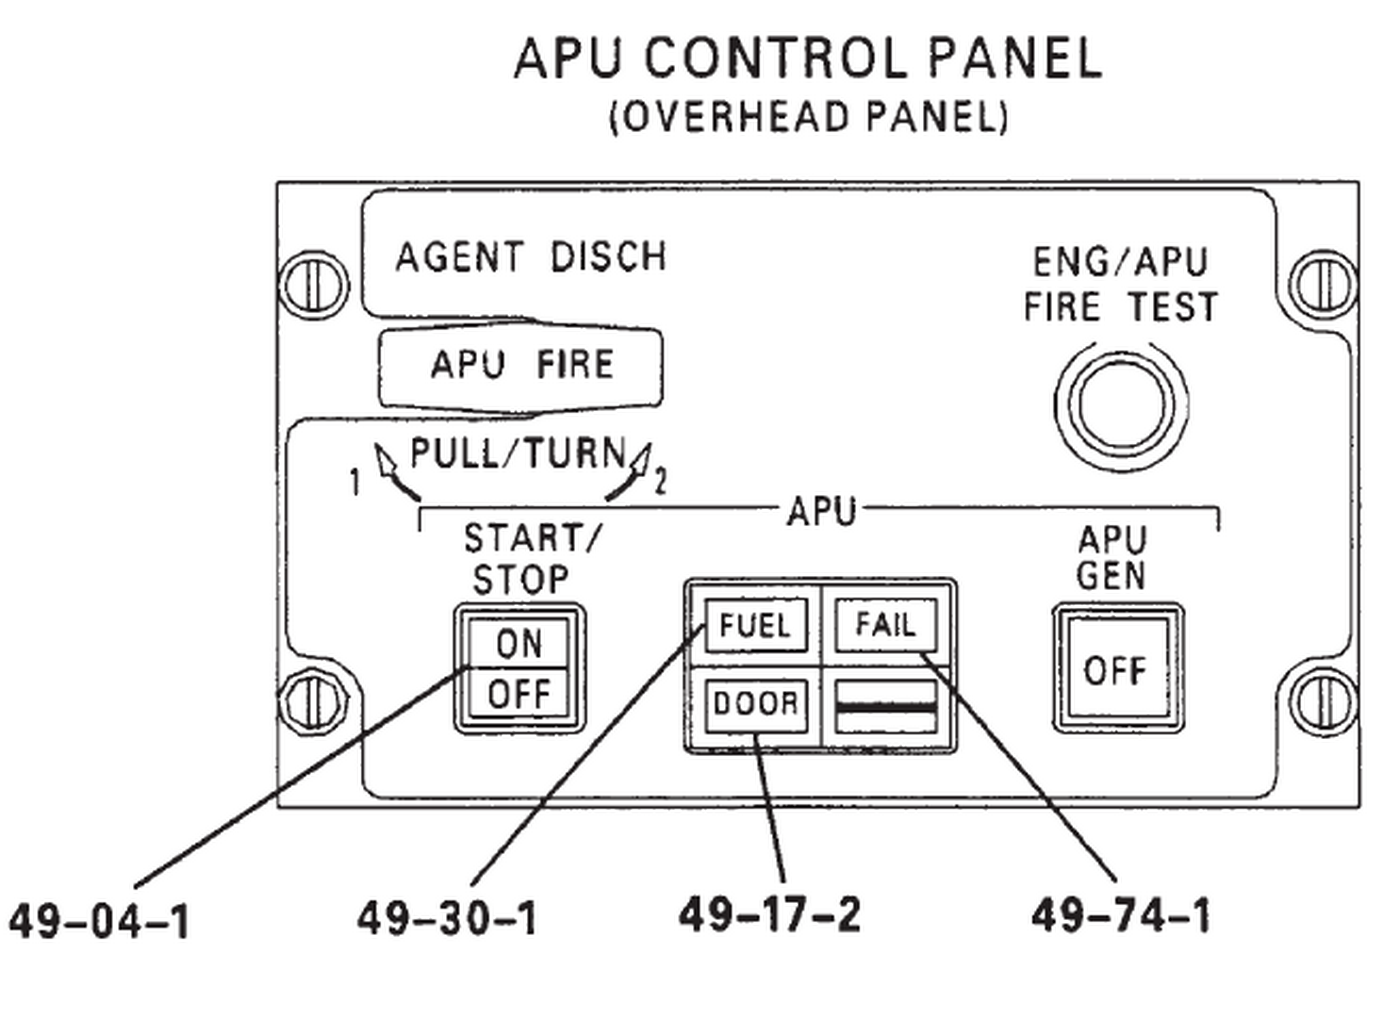 APU CONTROL PANEL
(OVERHEAD PANEL)
AGENT DISCH
ENG/APU
FIRE TEST
APU FIRE
PULL/TURN
1
2
APU
START/
STOP
APU
GEN
ON
OFF
FUEL
FAIL
DOOR
OFF
49-04-1
49-30-1
49-17-2
49-74-1